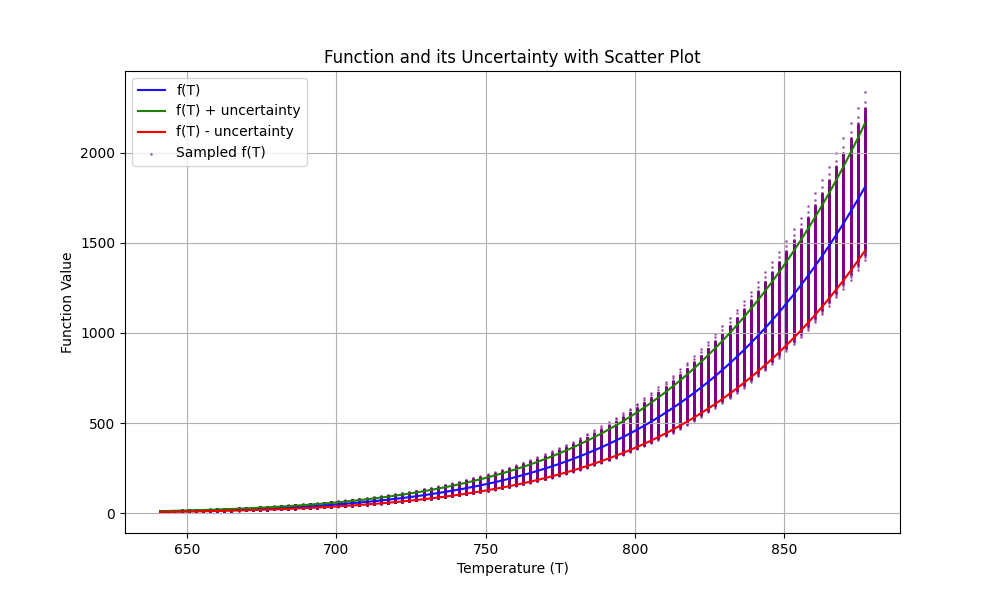 Function and its Uncertainty with Scatter Plot
f(T)
f(T) + uncertainty
f(T) - uncertainty
Sampled f(T)
2000
1500
1000
500
0
Function Value
650 700 750 800 850
Temperature (T)